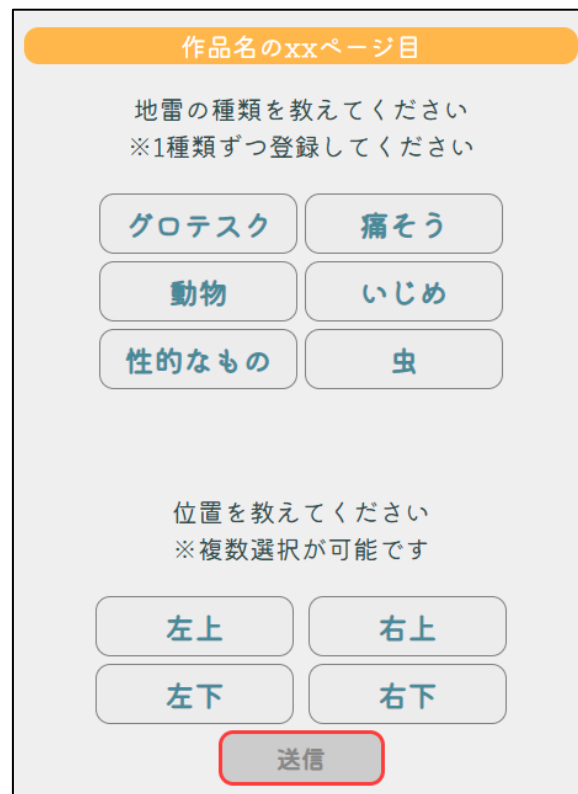 作品名のxxページ目
地雷の種類を教えてください
※1種類ずつ登録してください
グロテスク 痛そう
動物 いじめ
性的なもの 虫
位置を教えてください
※複数選択が可能です
左上 右上
左下 右下
送信